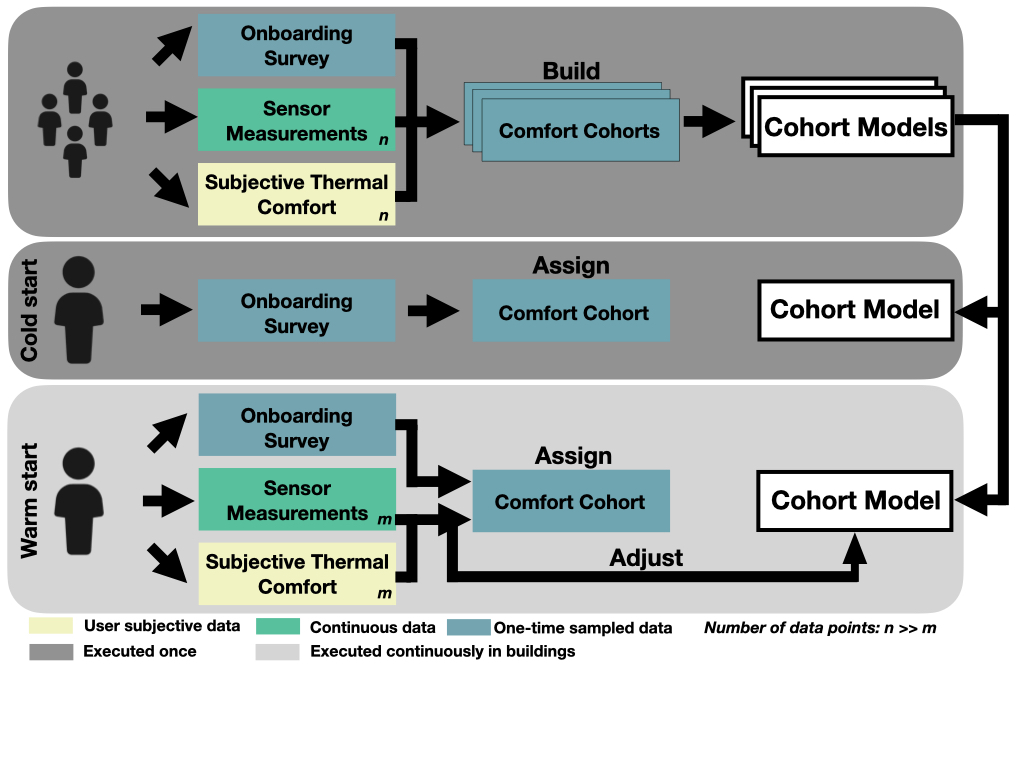 Onboarding
Survey
Sensor
Measurements n
Subjective Thermal
Comfort n
Build
Comfort Cohorts
Cohort Models
Cold start
Onboarding
Survey
Assign
Comfort Cohort
Cohort Model
Warm start
Onboarding
Survey
Sensor
Measurements m
Subjective Thermal
Comfort m
Assign
Comfort Cohort
Adjust
Cohort Model
User subjective data
Continuous data
One-time sampled data
Number of data points: n >> m
Executed once
Executed continuously in buildings